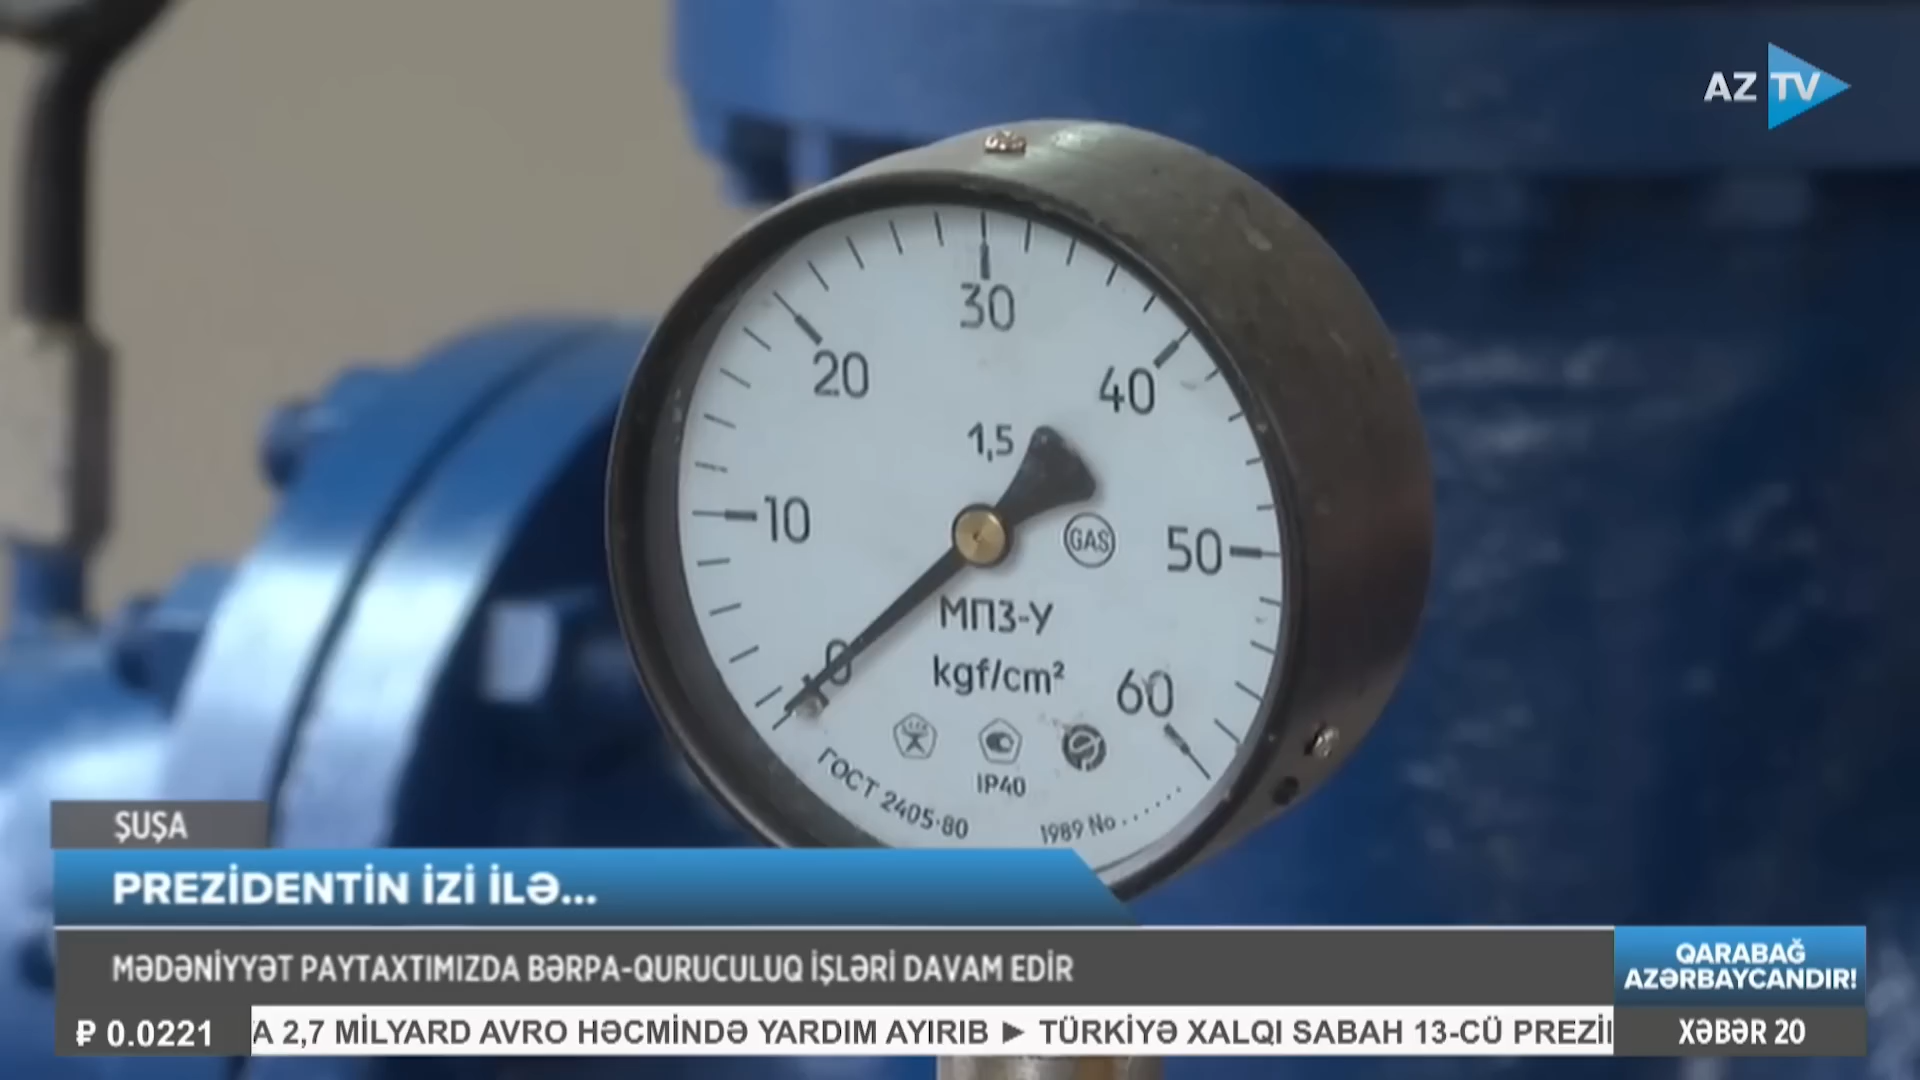 AZ TV
30
20
40
1,5
10
GAS
50
МПЗ-У
0
kgf/cm²
60
IP40
ГОСТ 2405-80
1989 No......
ŞUŞA
PREZİDENTİN İZİ İLƏ...
MƏDƏNİYYƏT PAYTAXTIMIZDA BƏRPA-QURUCULUQ İŞLƏRİ DAVAM EDİR
QARABAĞ
AZƏRBAYCANDIR!
₽ 0.0221
A 2,7 MİLYARD AVRO HƏCMİNDƏ YARDIM AYIRIB ► TÜRKİYƏ XALQI SABAH 13-CÜ PREZİ
XƏBƏR 20